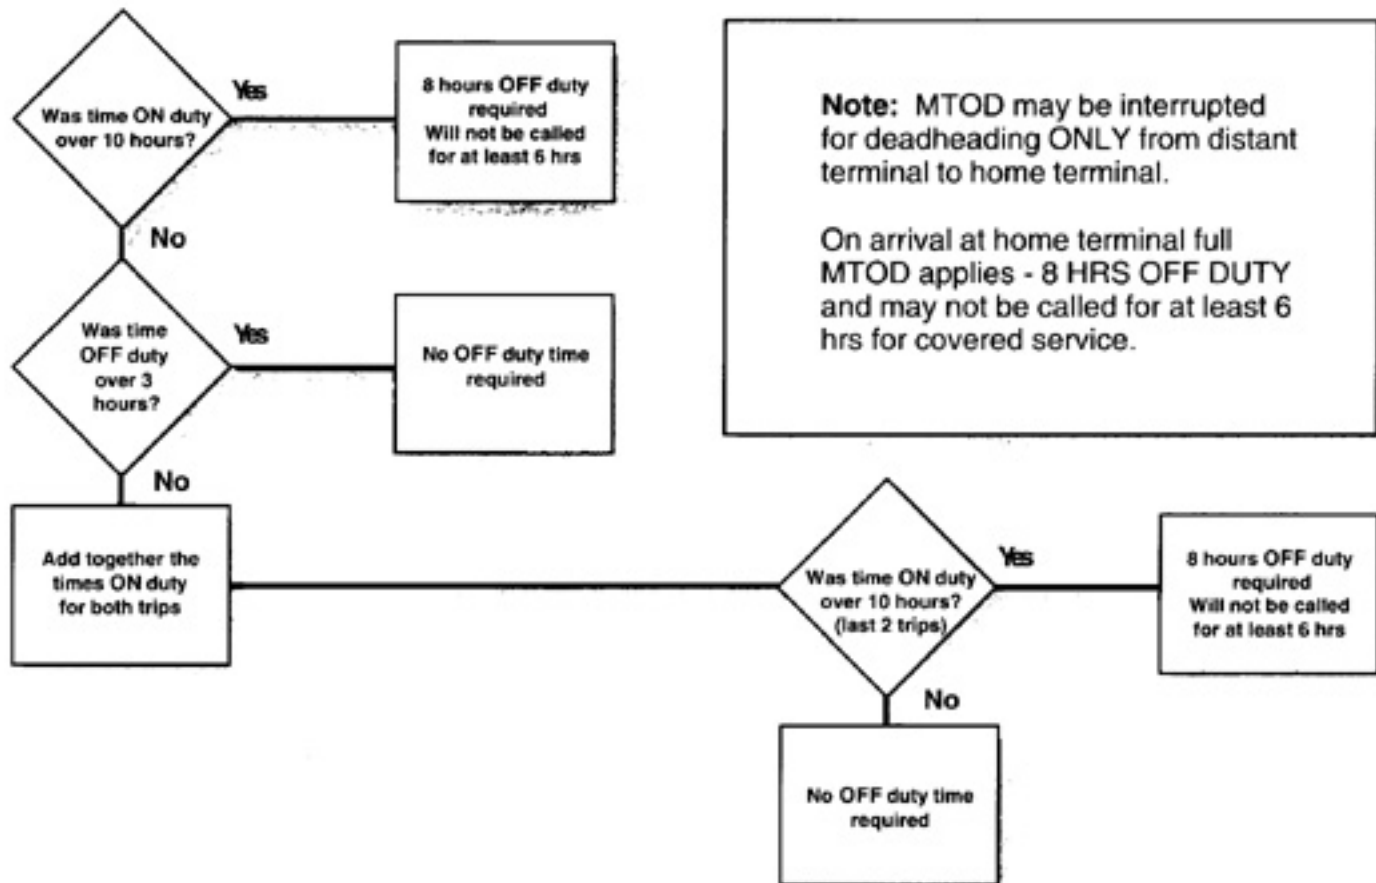 Was time ON duty
over 10 hours?
Yes
8 hours OFF duty
required
Will not be called
for at least 6 hrs
No
Was time
OFF duty
over 3
hours?
Yes
No OFF duty time
required
No
Add together the
times ON duty
for both trips
Was time ON duty
over 10 hours?
(last 2 trips)
Yes
8 hours OFF duty
required
Will not be called
for at least 6 hrs
No
No OFF duty time
required
Note: MTOD may be interrupted
for deadheading ONLY from distant
terminal to home terminal.
On arrival at home terminal full
MTOD applies - 8 HRS OFF DUTY
and may not be called for at least 6
hrs for covered service.